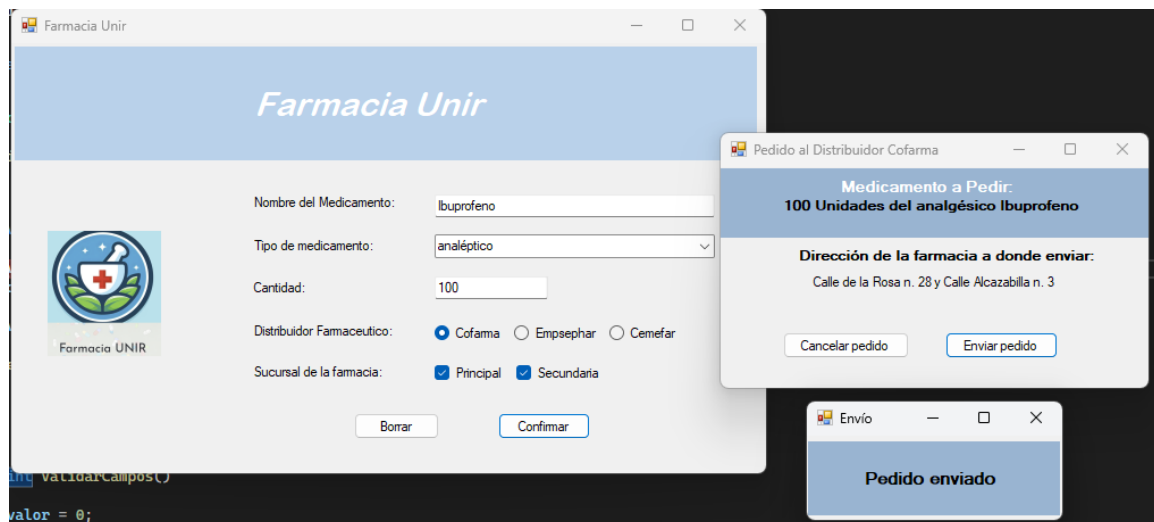 Farmacia Unir
Farmacia Unir
Nombre del Medicamento:
Ibuprofeno
Tipo de medicamento:
analéptico
Cantidad:
100
Distribuidor Farmaceutico:
Cofarma Empsephar Cemefar
Sucursal de la farmacia:
Principal Secundaria
Farmacia UNIR
Borrar Confirmar
Pedido al Distribuidor Cofarma
Medicamento a Pedir:
100 Unidades del analgésico Ibuprofeno
Dirección de la farmacia a donde enviar:
Calle de la Rosa n. 28 y Calle Alcazabilla n. 3
Cancelar pedido Enviar pedido
Envío
Pedido enviado
int ValidarCampos()
valor = 0;